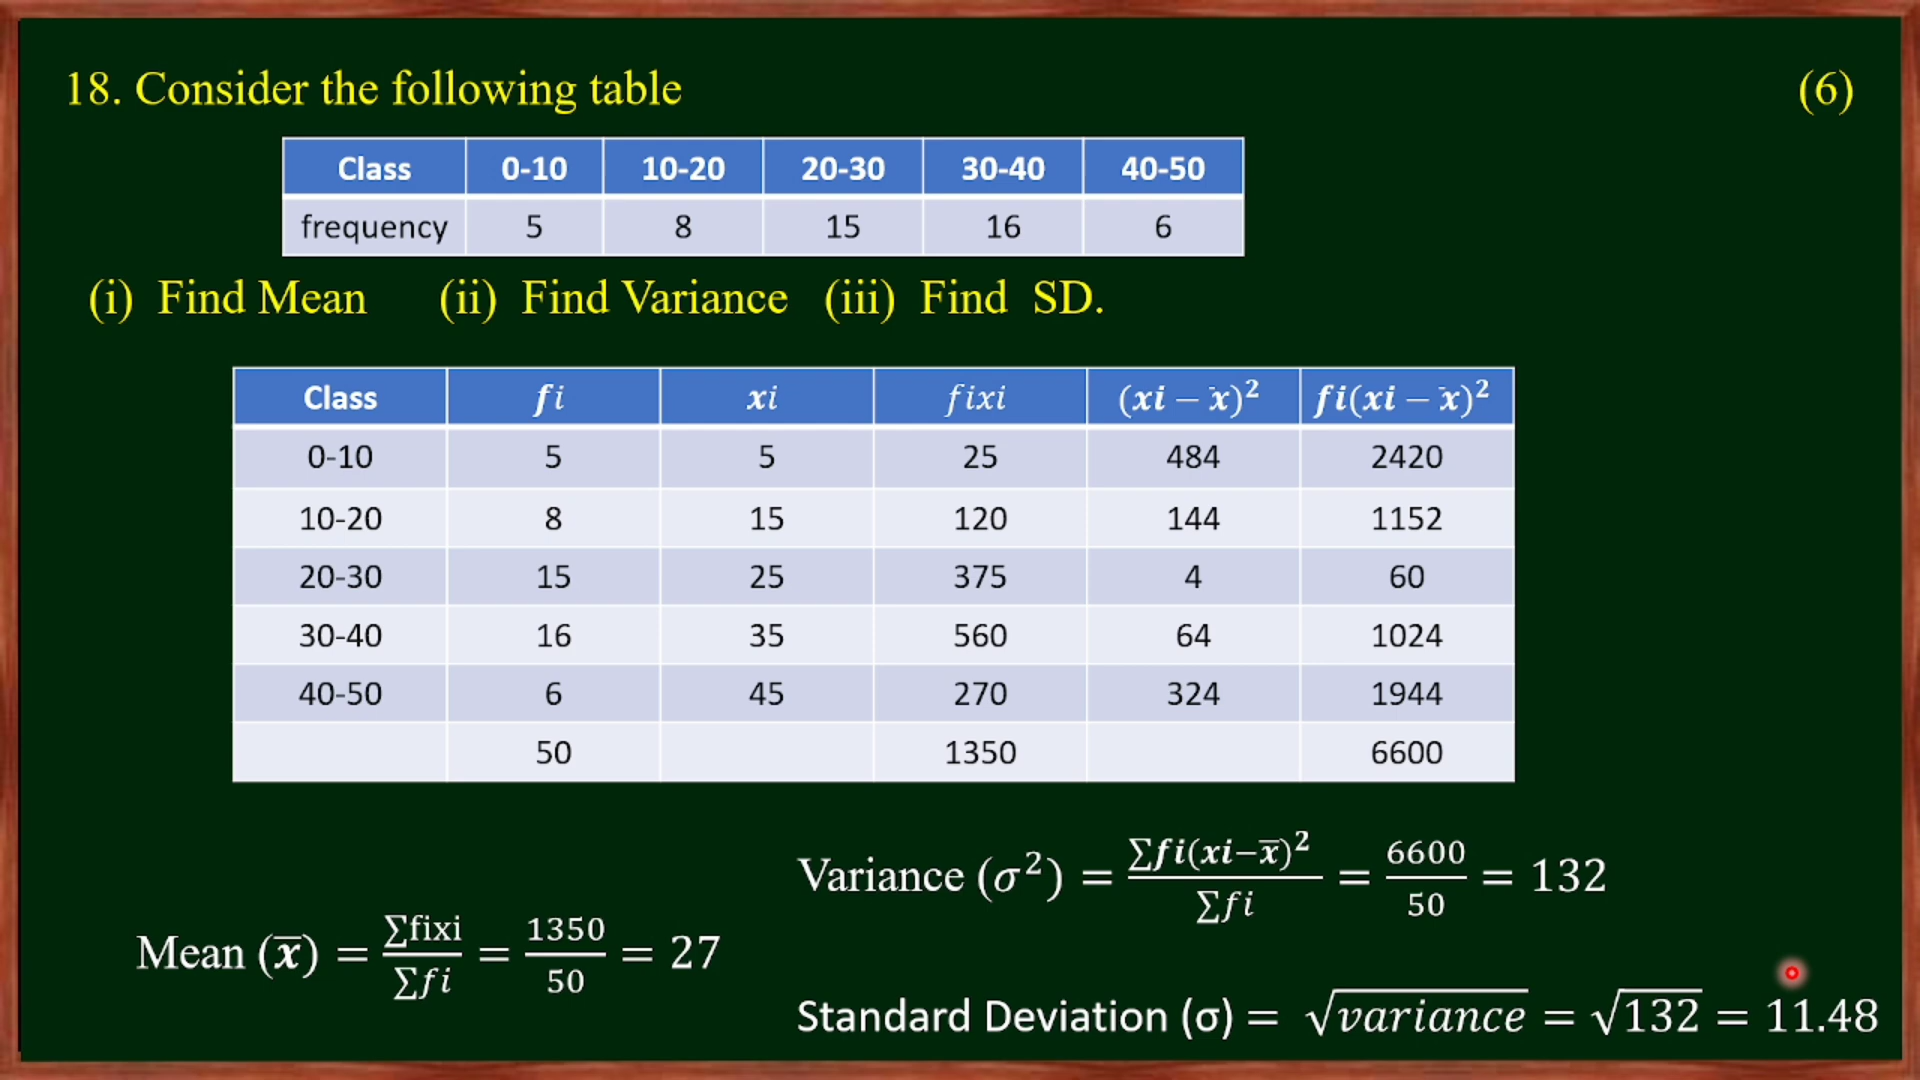 18. Consider the following table (6)
Class 0-10 10-20 20-30 30-40 40-50
frequency 5 8 15 16 6
(i) Find Mean (ii) Find Variance (iii) Find SD.
Class fi xi fixi (xi − x̄)² fi(xi − x̄)²
0-10 5 5 25 484 2420
10-20 8 15 120 144 1152
20-30 15 25 375 4 60
30-40 16 35 560 64 1024
40-50 6 45 270 324 1944
50 1350 6600
Variance (σ²) = ∑fi(xi−x̄)² / ∑fi = 6600 / 50 = 132
Mean (x̄) = ∑fixi / ∑fi = 1350 / 50 = 27
Standard Deviation (σ) = √variance = √132 = 11.48